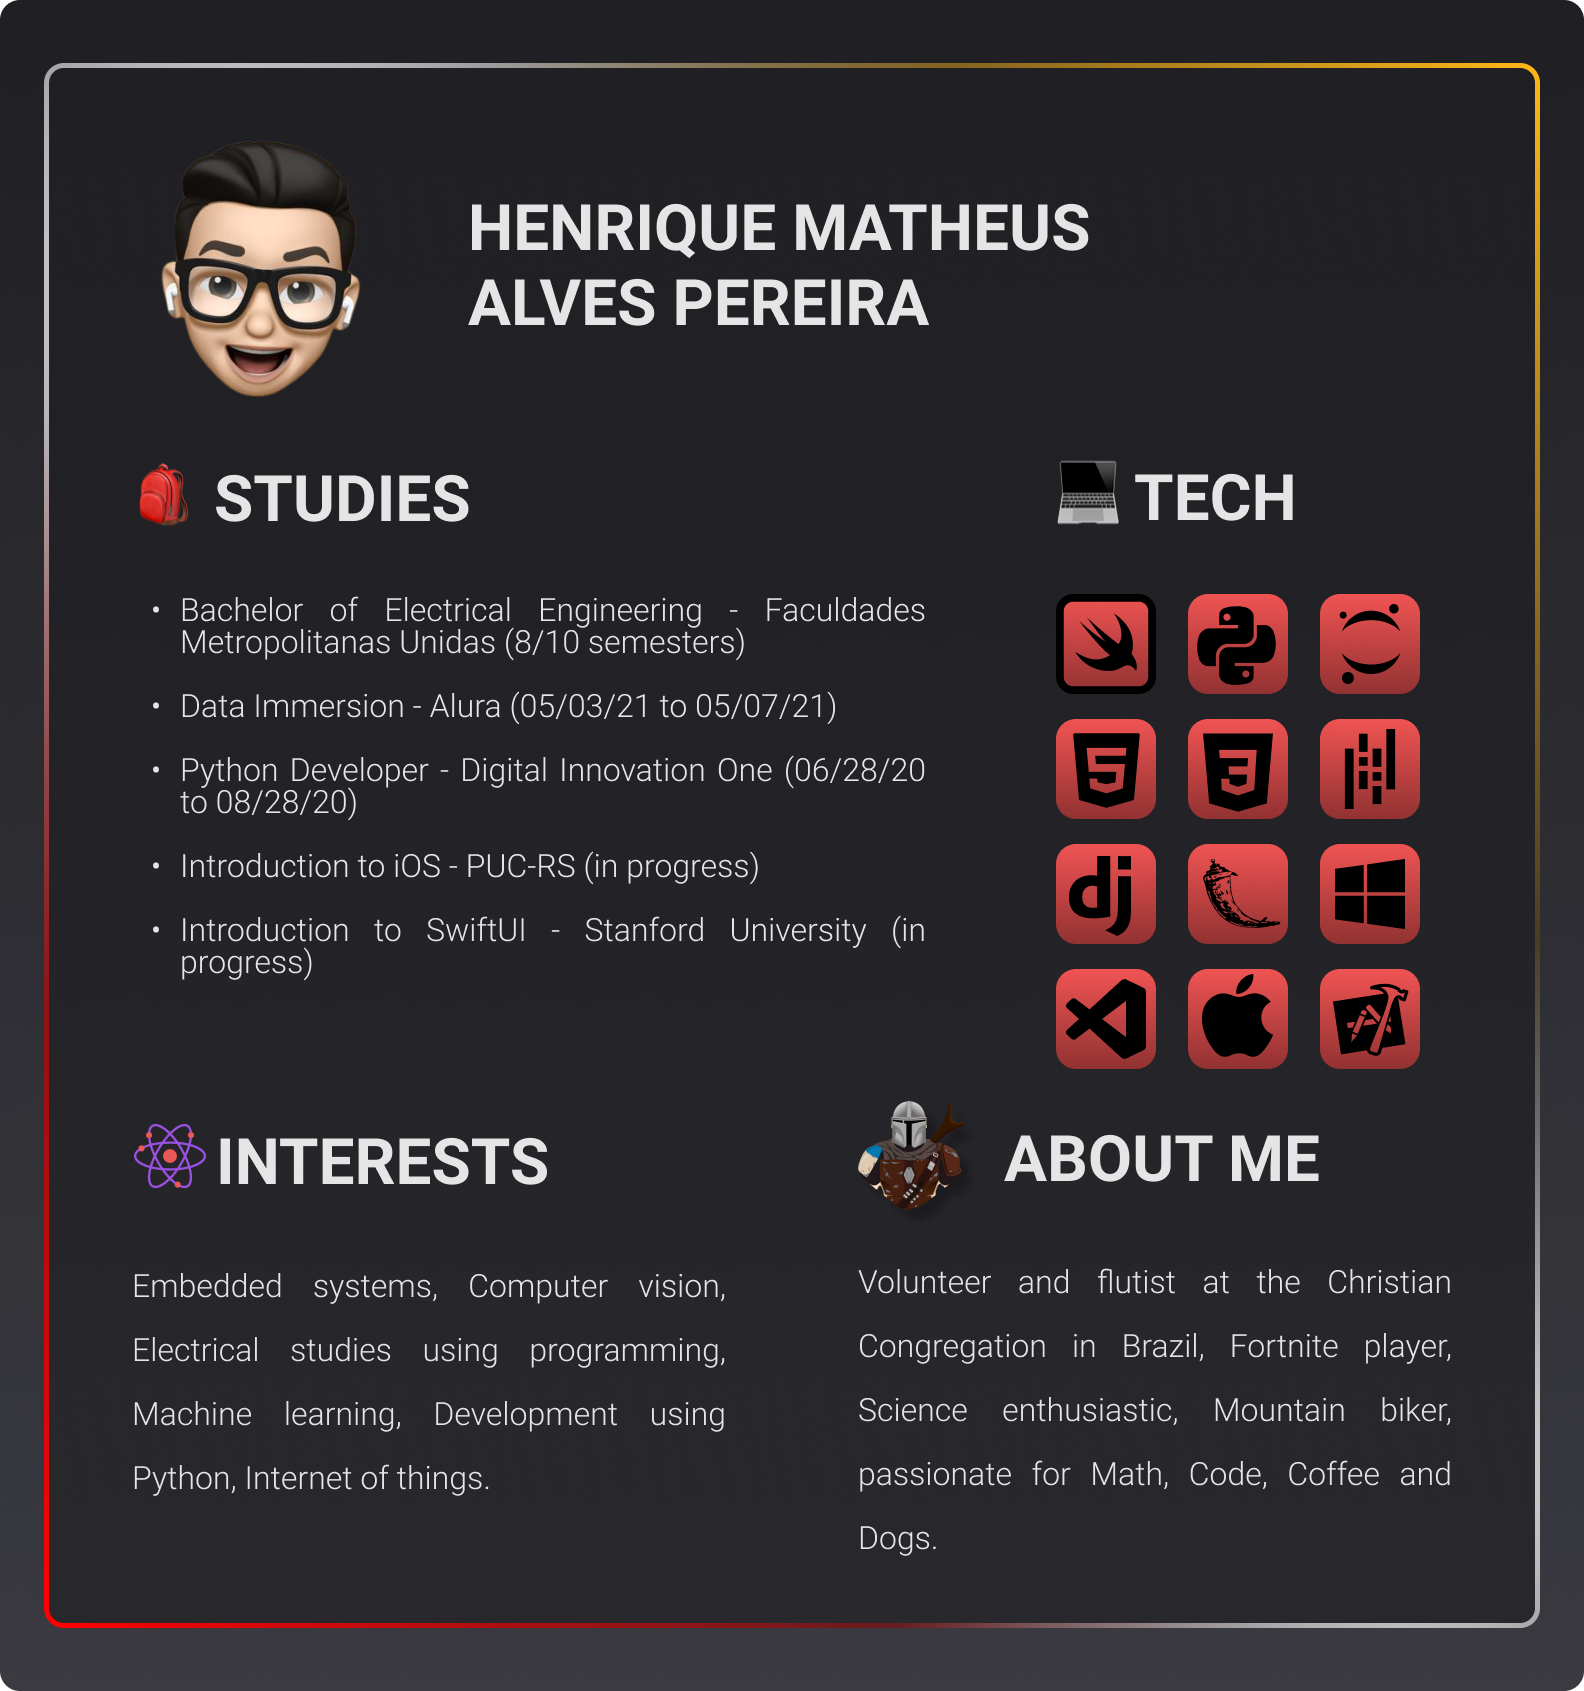 HENRIQUE MATHEUS
ALVES PEREIRA
STUDIES
• Bachelor of Electrical Engineering - Faculdades
Metropolitanas Unidas (8/10 semesters)
• Data Immersion - Alura (05/03/21 to 05/07/21)
• Python Developer - Digital Innovation One (06/28/20
to 08/28/20)
• Introduction to iOS - PUC-RS (in progress)
• Introduction to SwiftUI - Stanford University (in
progress)
TECH
5
3
dj
INTERESTS
Embedded systems, Computer vision,
Electrical studies using programming,
Machine learning, Development using
Python, Internet of things.
ABOUT ME
Volunteer and flutist at the Christian
Congregation in Brazil, Fortnite player,
Science enthusiastic, Mountain biker,
passionate for Math, Code, Coffee and
Dogs.